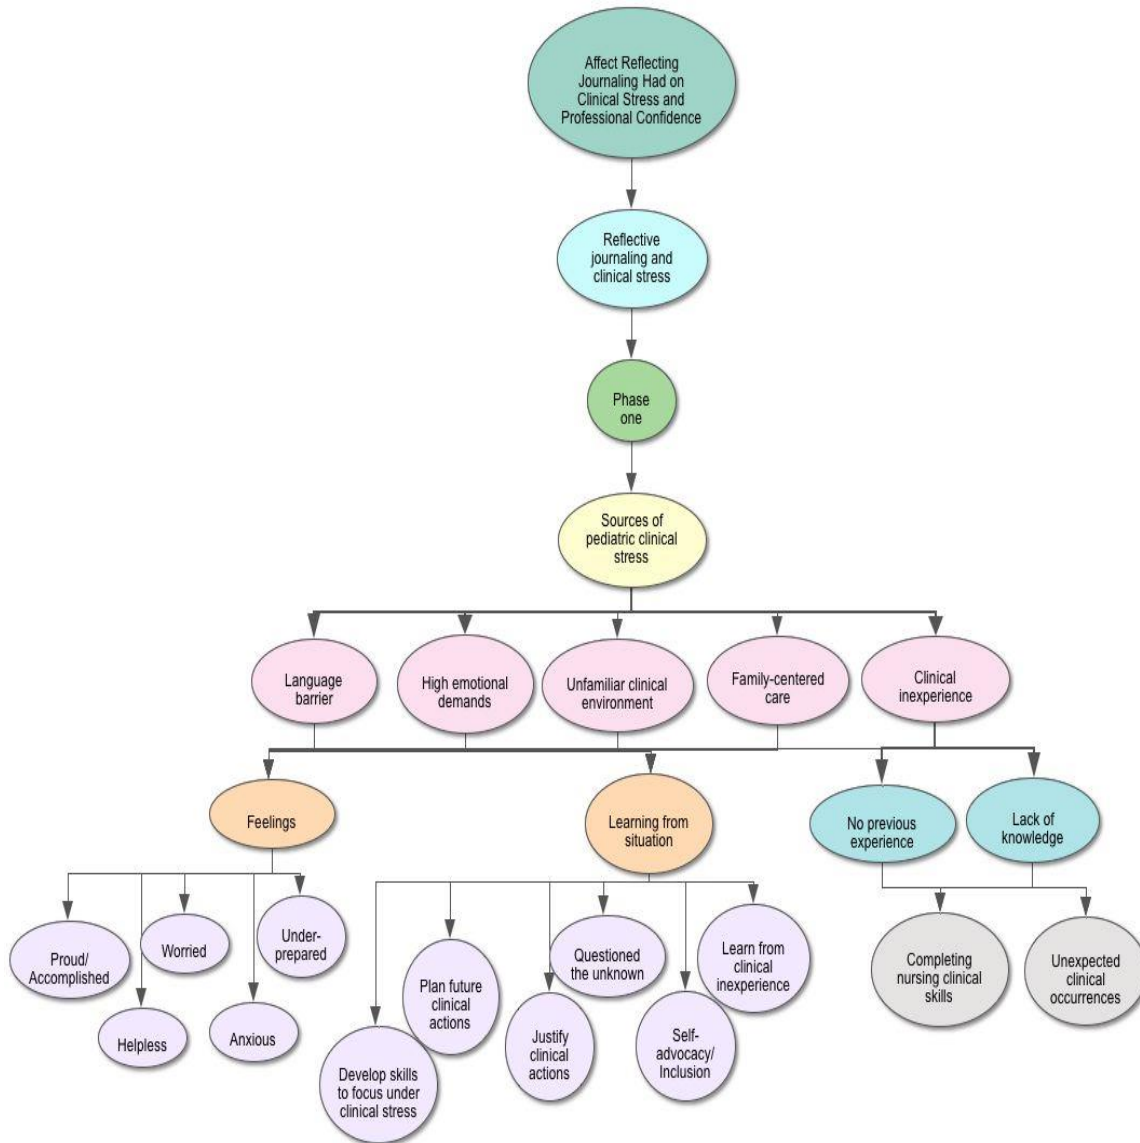 Affect Reflecting
Journaling Had on
Clinical Stress and
Professional Confidence
Reflective
journaling and
clinical stress
Phase
one
Sources of
pediatric clinical
stress
Language
barrier
High emotional
demands
Unfamiliar clinical
environment
Family-centered
care
Clinical
inexperience
Feelings
Learning from
situation
No previous
experience
Lack of
knowledge
Proud/
Accomplished
Helpless
Worried
Anxious
Under-
prepared
Develop skills
to focus under
clinical stress
Plan future
clinical
actions
Justify
clinical
actions
Questioned
the unknown
Self-
advocacy/
Inclusion
Learn from
clinical
inexperience
Completing
nursing clinical
skills
Unexpected
clinical
occurrences